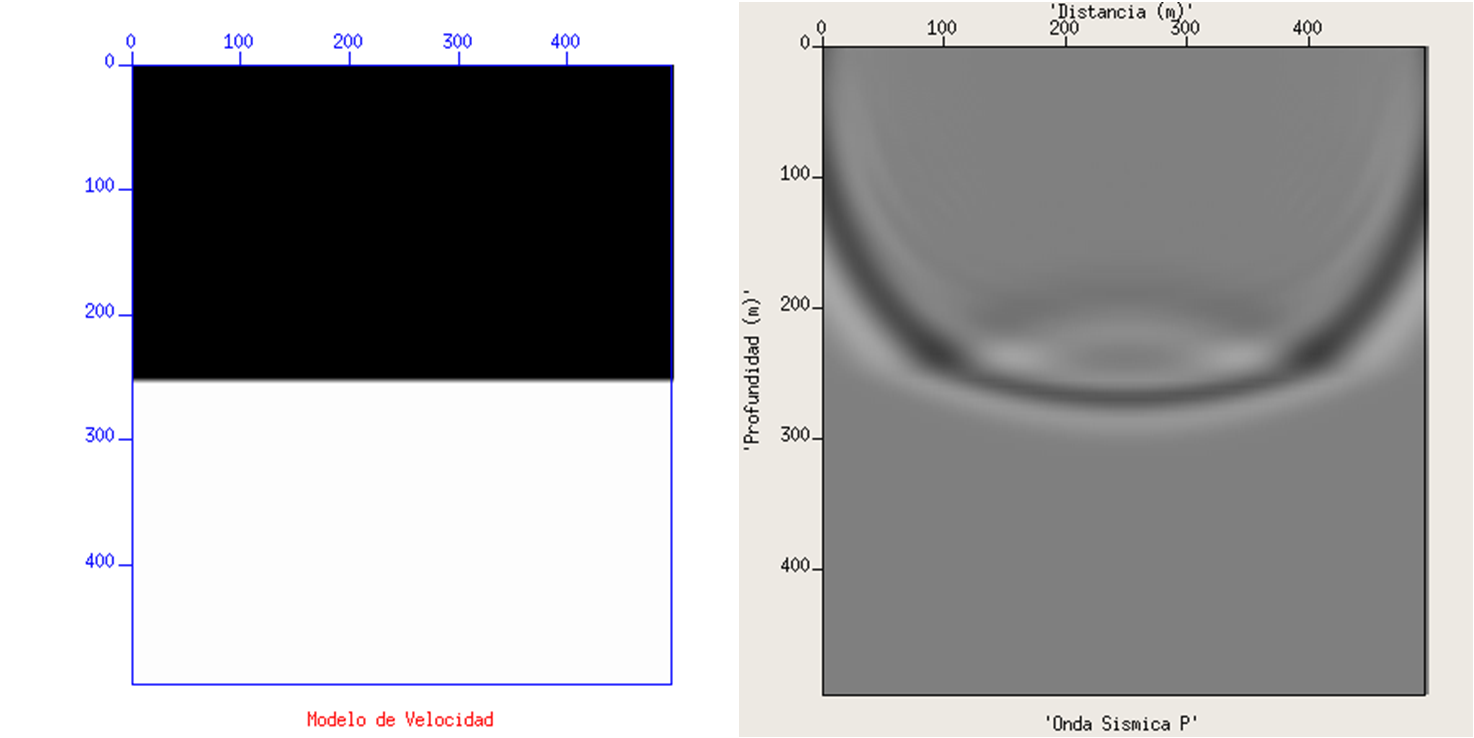 0 100 200 300 400
0
100
200
300
400
Modelo de Velocidad
'Distancia (m)'
0 100 200 300 400
0
100
200
300
400
'Profundidad (m)'
'Onda Sismica P'